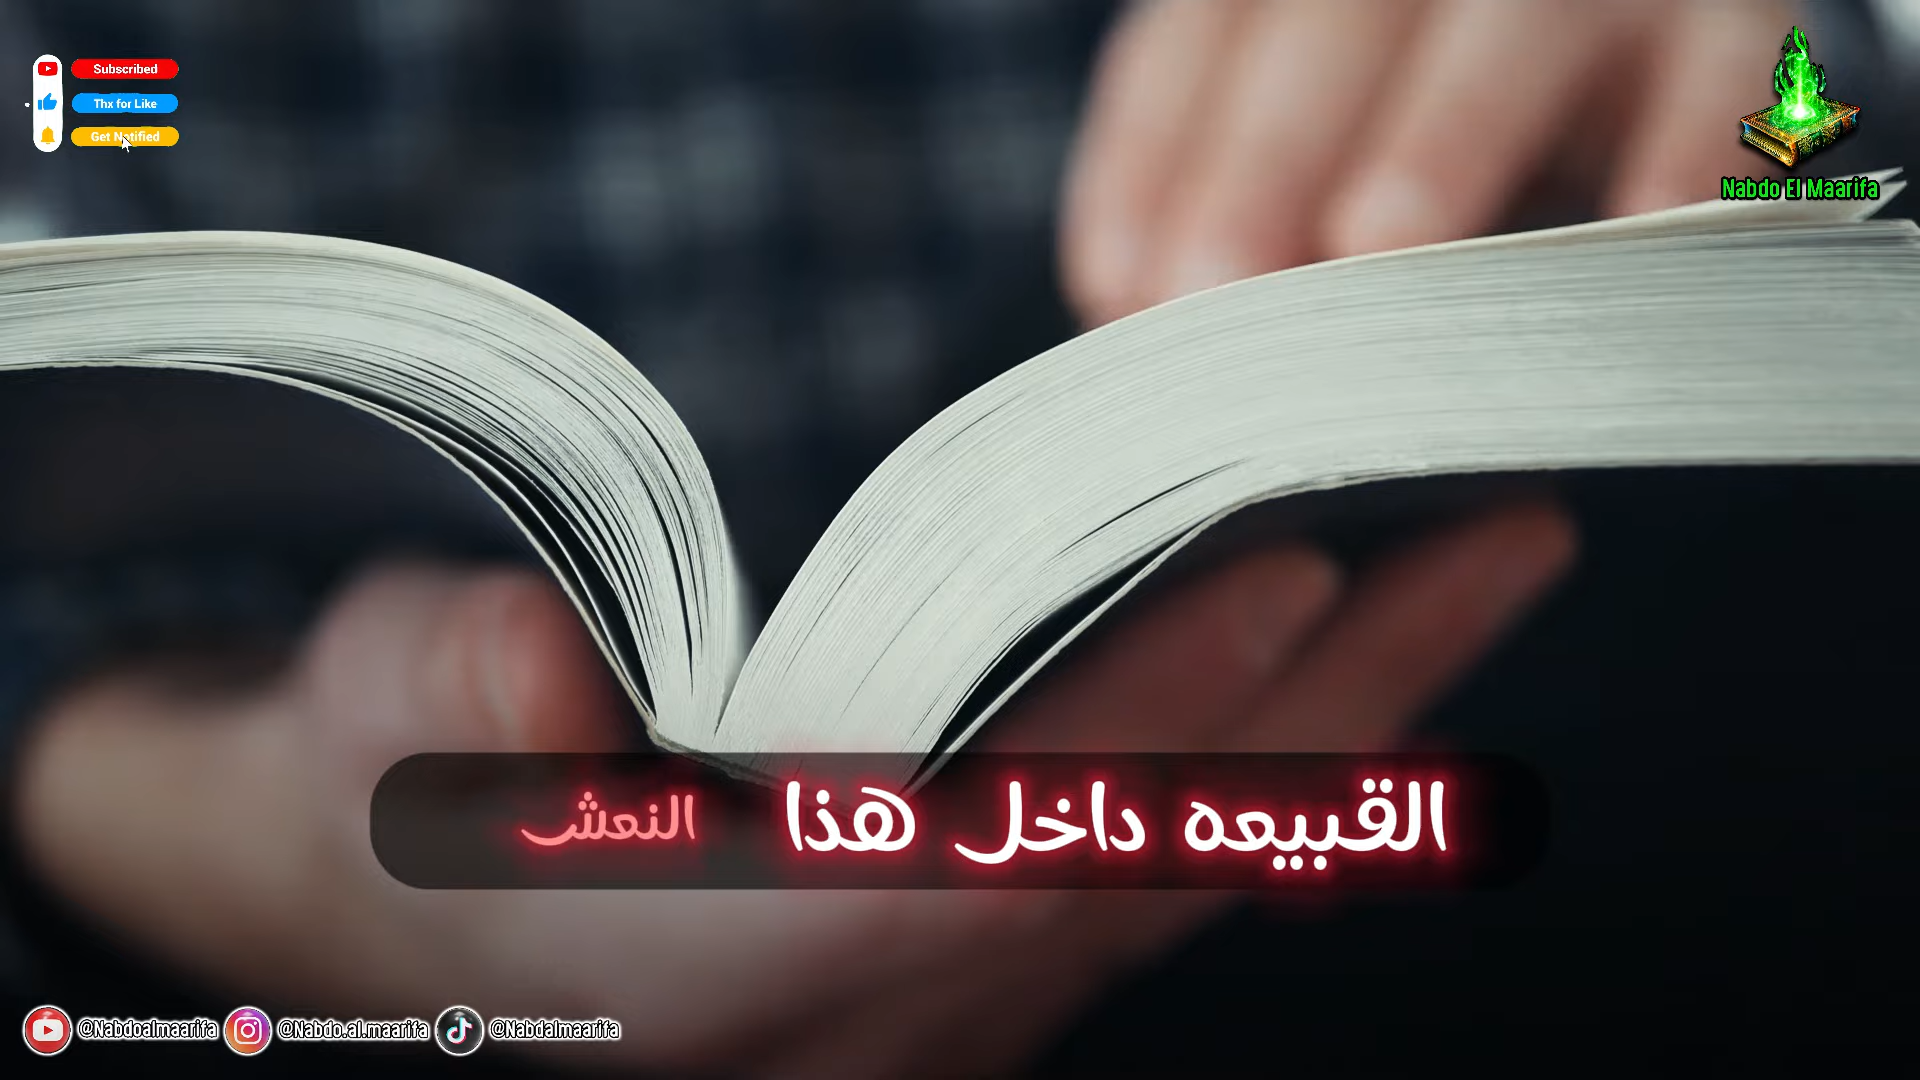 Subscribed
Thx for Like
Get Notified
Nabdo El Maarifa
القبيعه داخل هذا النعش
@Nabdoalmaarifa @Nabdo.al.maarifa @Nabdalmaarifa